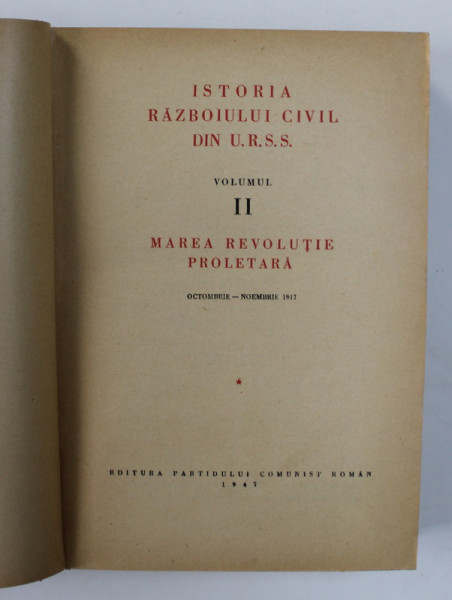 ISTORIA
RĂZBOIULUI CIVIL
DIN U.R.S.S.
VOLUMUL
II
MAREA REVOLUȚIE
PROLETARĂ
OCTOMBRIE — NOEMBRIE 1917
*
EDITURA PARTIDULUI COMUNIST ROMÂN
1947